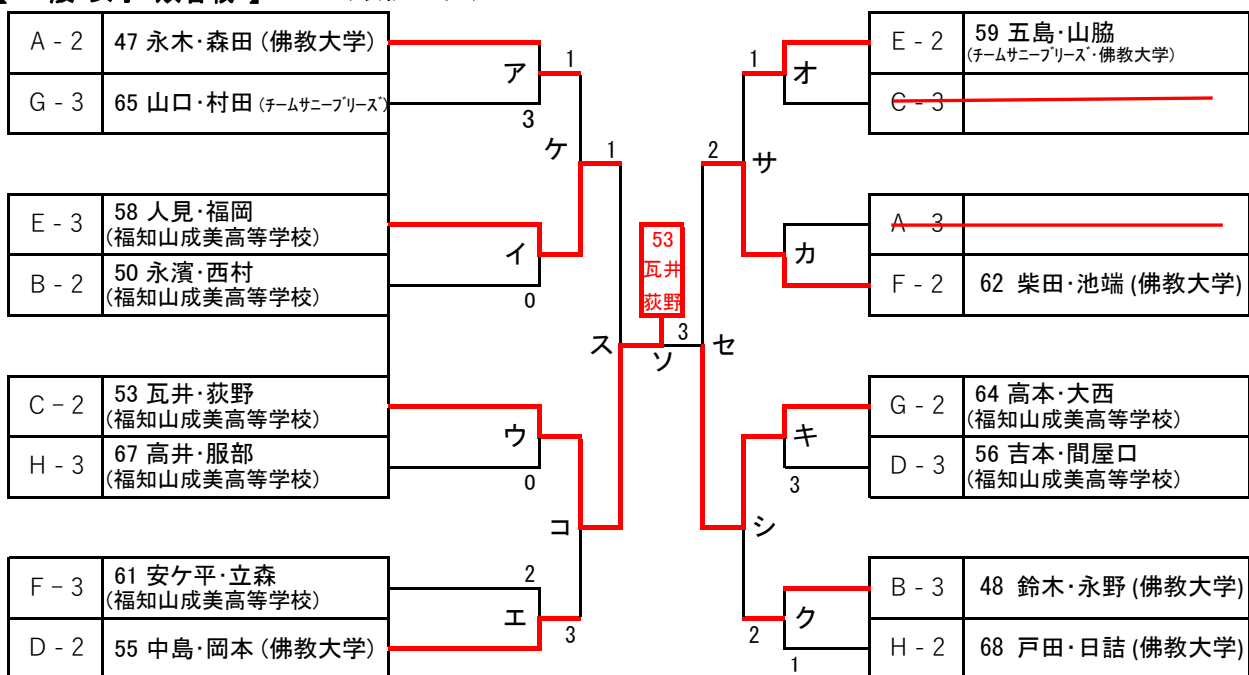 A - 2 47 永木・森田 (佛教大学)
G - 3 65 山口・村田 (チームサニーブリーズ)
E - 3 58 人見・福岡
(福知山成美高等学校)
B - 2 50 永濱・西村
(福知山成美高等学校)
C - 2 53 瓦井・荻野
(福知山成美高等学校)
H - 3 67 高井・服部
(福知山成美高等学校)
F - 3 61 安ケ平・立森
(福知山成美高等学校)
D - 2 55 中島・岡本 (佛教大学)
ア
1
3
イ
0
ウ
0
2
エ
3
ケ
1
コ
ス
53
瓦井
荻野
ソ
3
セ
2
サ
シ
1
オ
カ
キ
3
2
ク
1
E - 2 59 五島・山脇
(チームサニーブリーズ・佛教大学)
C - 3
A - 3
F - 2 62 柴田・池端 (佛教大学)
G - 2 64 高本・大西
(福知山成美高等学校)
D - 3 56 吉本・間屋口
(福知山成美高等学校)
B - 3 48 鈴木・永野 (佛教大学)
H - 2 68 戸田・日詰 (佛教大学)